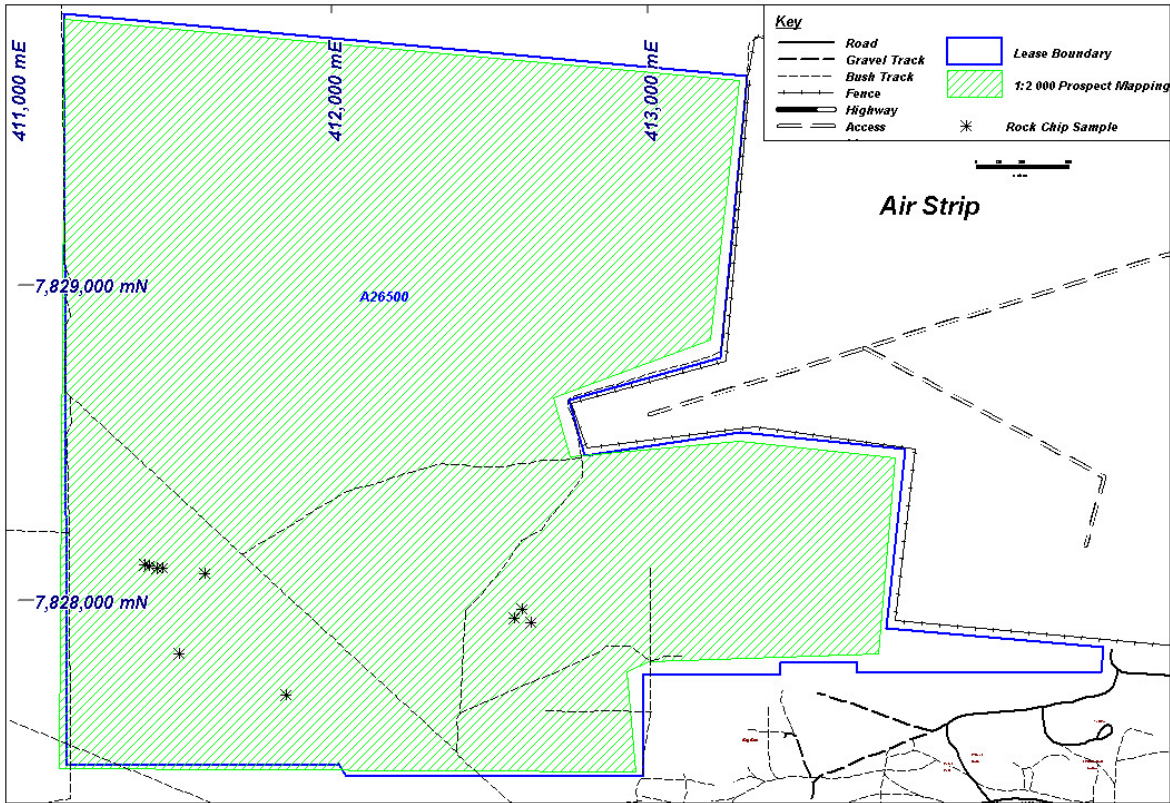 411,000 mE
412,000 mE
413,000 mE
Key
Road
Gravel Track
Bush Track
Fence
Highway
Access
Lease Boundary
1:2 000 Prospect Mapping
Rock Chip Sample
Air Strip
7,829,000 mN
A26500
7,828,000 mN